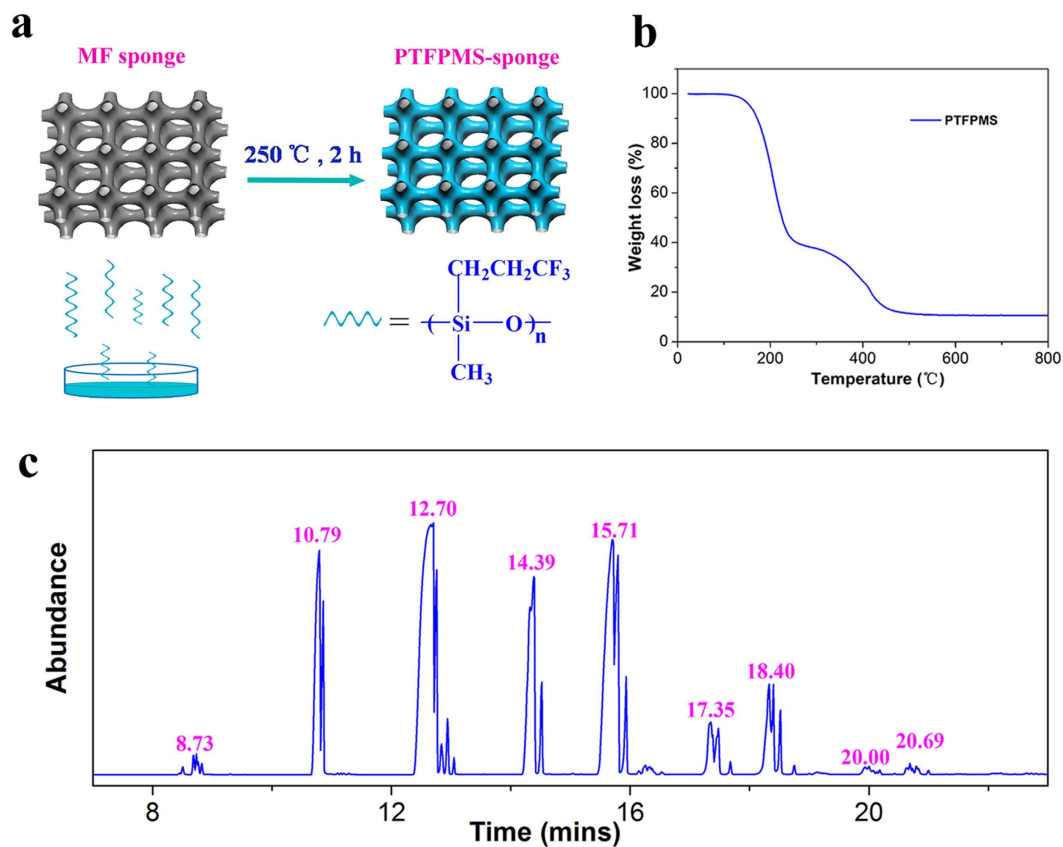 a
MF sponge
PTFPMS-sponge
250 ℃ , 2 h
CH2CH2CF3
= ( Si O ) n
CH3
b
Weight loss (%)
100
80
60
40
20
10
0
PTFPMS
0 200 400 600 800
Temperature (℃)
c
Abundance
8.73
10.79
12.70
14.39
15.71
17.35
18.40
20.00
20.69
8 12 16 20
Time (mins)